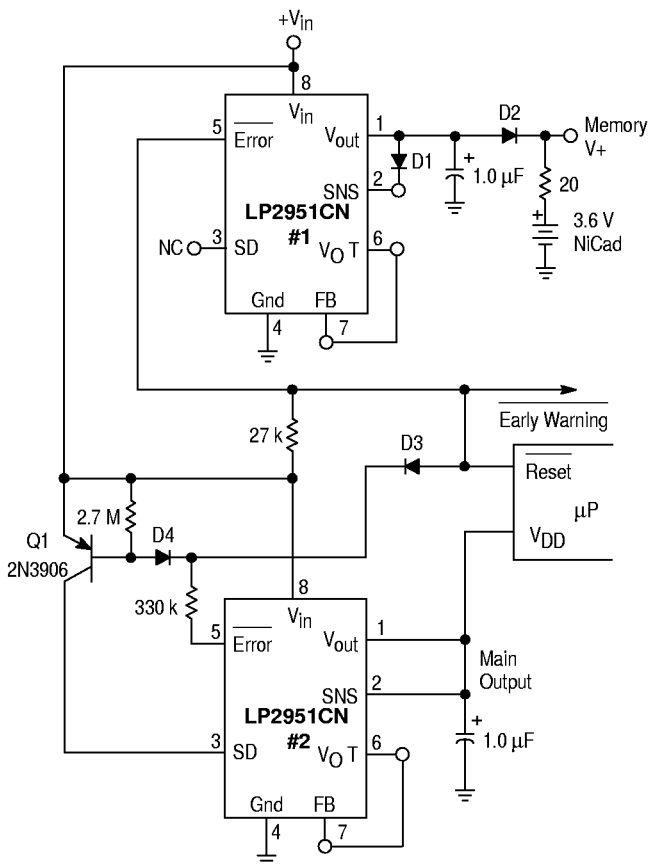 +Vin
8
Vin
5
Error
Vout
1
D2
Memory
V+
D1
+
1.0 μF
20
SNS
2
LP2951CN
#1
+
3.6 V
NiCad
NC
3
SD
VO T
6
Gnd
FB
4
7
27 k
Early Warning
D3
Reset
μP
VDD
2.7 M
D4
Q1
2N3906
330 k
8
Vin
5
Error
Vout
1
Main
Output
SNS
2
LP2951CN
#2
+
1.0 μF
3
SD
VO T
6
Gnd
FB
4
7